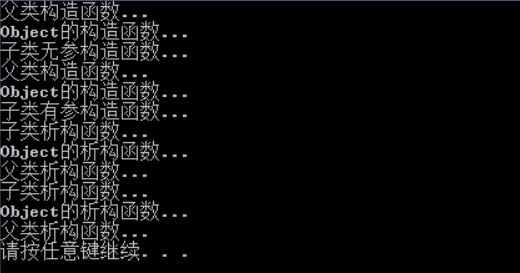 父类构造函数...
Object的构造函数...
子类无参构造函数...
父类构造函数...
Object的构造函数...
子类有参构造函数...
子类析构函数...
Object的析构函数...
父类析构函数...
子类析构函数...
Object的析构函数...
父类析构函数...
请按任意键继续. . .